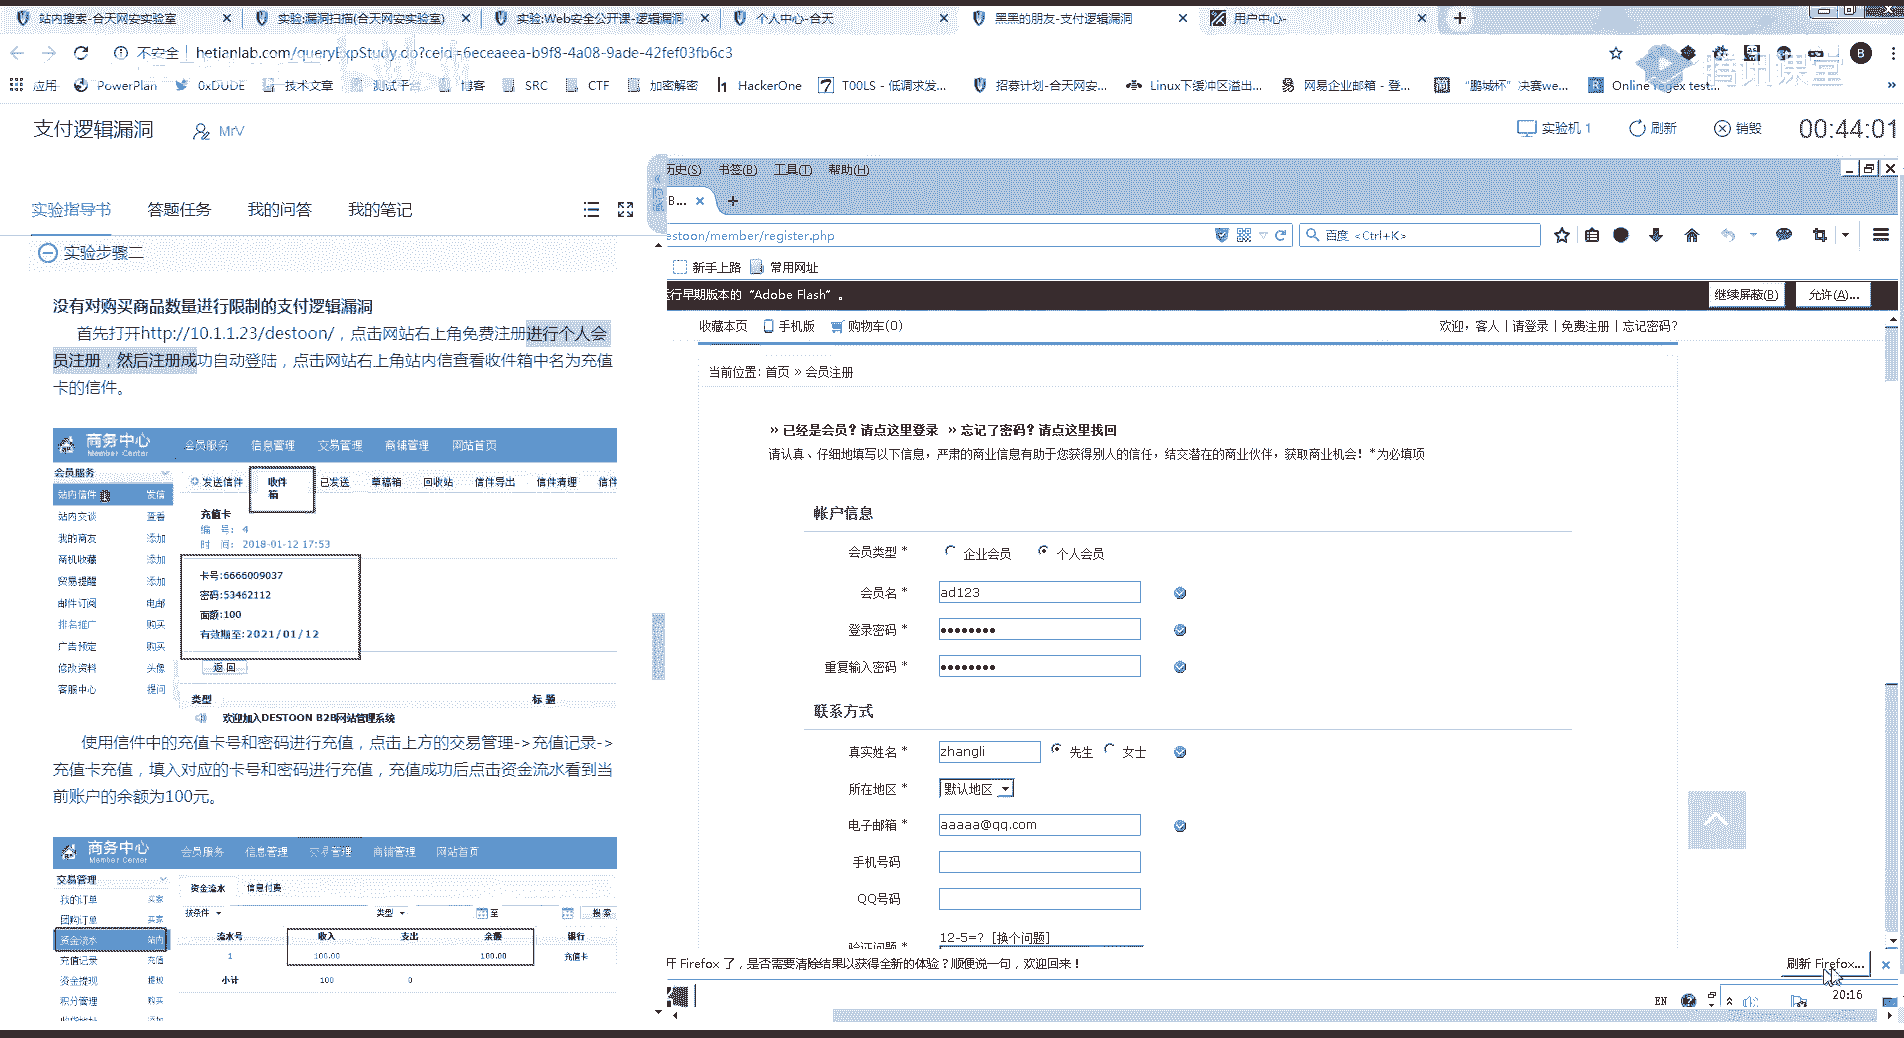 站内搜索-合天网安实验室
实验:漏洞扫描(合天网安实验室)
实验:Web安全公开课-逻辑漏洞
个人中心-合天
黑黑的朋友-支付逻辑漏洞
用户中心-
不安全 hetianlab.com/queryExpStudy.do?ceid=6eceaeea-b9f8-4a08-9ade-42fef03fb6c3
腾讯课堂
应用 PowerPlan 0xDUDE 技术文章 测试平台 博客 SRC CTF 加密解密 HackerOne T00LS - 低调求发... 招募计划-合天网安... Linux下缓冲区溢出... 网易企业邮箱 - 登... “鹏城杯”决赛we... Online regex test...
支付逻辑漏洞 MrV
实验机 1 刷新 销毁 00:44:01
实验指导书 答题任务 我的问答 我的笔记
实验步骤二
没有对购买商品数量进行限制的支付逻辑漏洞
首先打开http://10.1.1.23/destoon/，点击网站右上角免费注册进行个人会
员注册，然后注册成功自动登陆，点击网站右上角站内信查看收件箱中名为充值
卡的信件。
商务中心
Member Center
会员服务 信息管理 交易管理 商铺管理 网站首页
会员服务
站内信件 发信
站内交谈 查看
我的商友 添加
商机收藏 添加
贸易提醒 添加
邮件订阅 电邮
排名推广 购买
广告预定 购买
修改资料 头像
客服中心 提问
发送信件 收件箱 已发送 草稿箱 回收站 信件导出 信件清理 信件
充值卡
编 号: 4
时 间: 2018-01-12 17:53
卡号:6666009037
密码:53462112
面额:100
有效期至:2021/01/12
返 回
类型 标 题
欢迎加入DESTOON B2B网站管理系统
使用信件中的充值卡号和密码进行充值，点击上方的交易管理->充值记录->
充值卡充值，填入对应的卡号和密码进行充值，充值成功后点击资金流水看到当
前账户的余额为100元。
商务中心
Member Center
会员服务 信息管理 交易管理 商铺管理 网站首页
交易管理
我的订单 买家
团购订单 买家
资金流水 站内
充值记录 充值
资金提现 提现
积分管理 购买
资金流水 信息付费
按条件 类型 至 搜 索
流水号 收入 支出 余额 银行
1 100.00 100.00 充值卡
小计 100 0
历史(S) 书签(B) 工具(T) 帮助(H)
B...
estoon/member/register.php
百度 <Ctrl+K>
新手上路 常用网址
运行早期版本的 “Adobe Flash” 。
继续屏蔽(B) 允许(A)...
收藏本页 手机版 购物车(0)
欢迎，客人 | 请登录 | 免费注册 | 忘记密码?
当前位置: 首页 » 会员注册
» 已经是会员？请点这里登录 » 忘记了密码？请点这里找回
请认真、仔细地填写以下信息，严肃的商业信息有助于您获得别人的信任，结交潜在的商业伙伴，获取商业机会！*为必填项
帐户信息
会员类型 * 企业会员 个人会员
会员名 * ad123
登录密码 * ●●●●●●●●
重复输入密码 * ●●●●●●●●
联系方式
真实姓名 * zhangli 先生 女士
所在地区 * 默认地区
电子邮箱 * aaaaa@qq.com
手机号码
QQ号码
验证问题 * 12-5=? [换个问题]
Firefox 了，是否需要清除结果以获得全新的体验？顺便说一句，欢迎回来！
刷新 Firefox...
EN
20:16